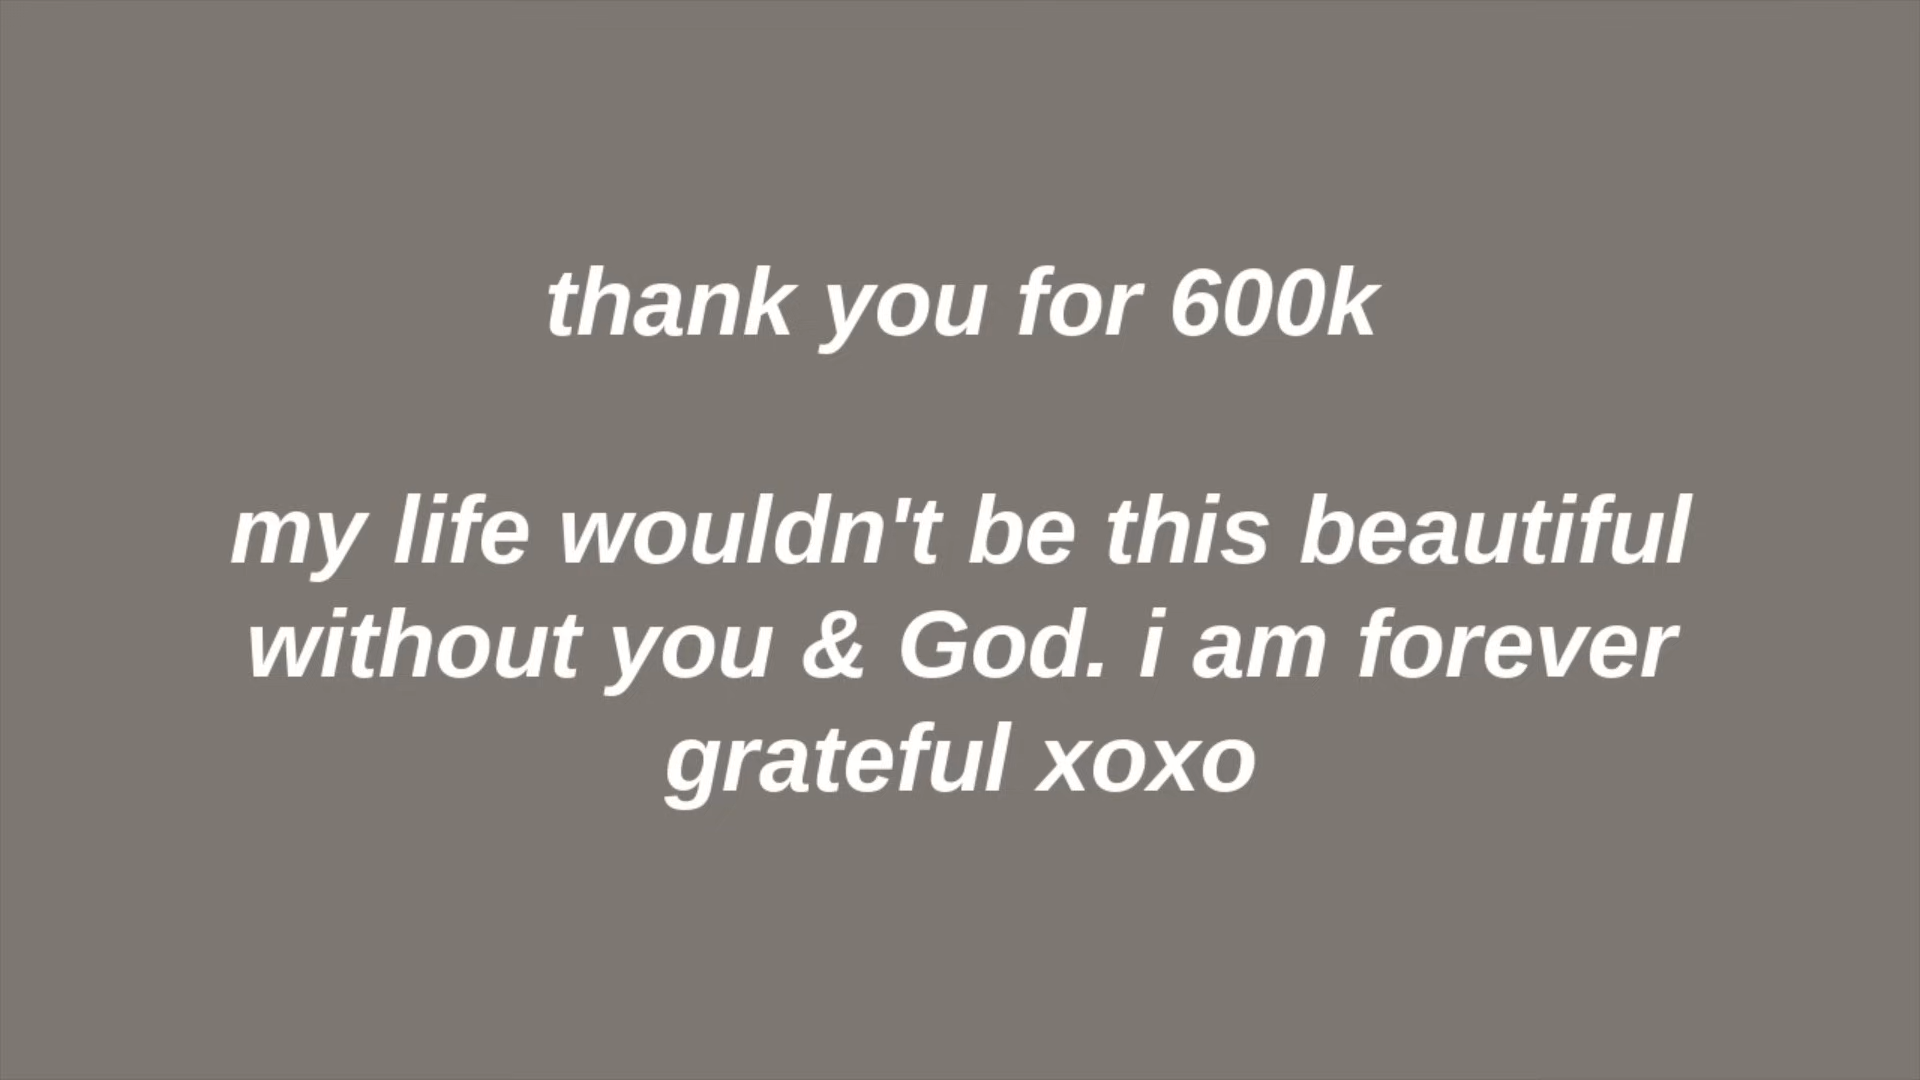 thank you for 600k
my life wouldn't be this beautiful
without you & God. i am forever
grateful xoxo